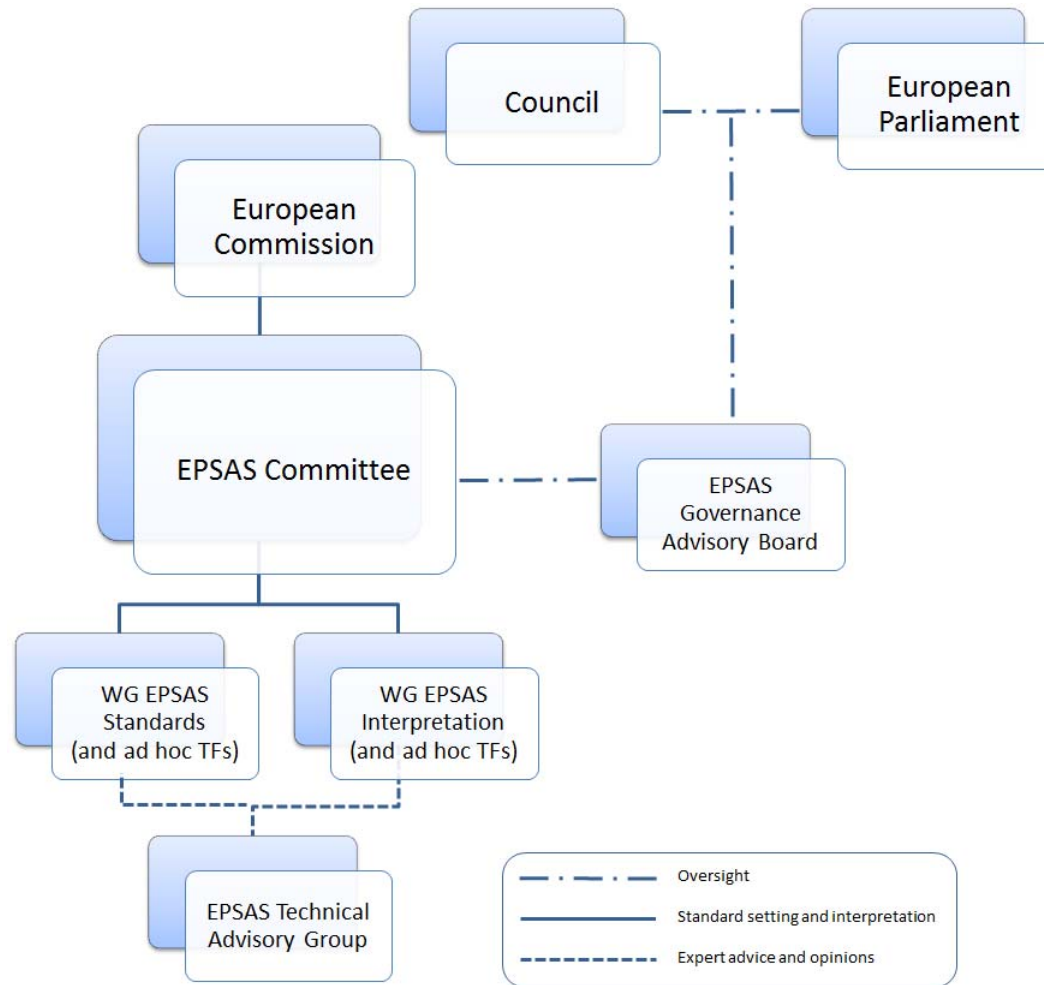 Council
European
Parliament
European
Commission
EPSAS Committee
EPSAS
Governance
Advisory Board
WG EPSAS
Standards
(and ad hoc TFs)
WG EPSAS
Interpretation
(and ad hoc TFs)
EPSAS Technical
Advisory Group
Oversight
Standard setting and interpretation
Expert advice and opinions